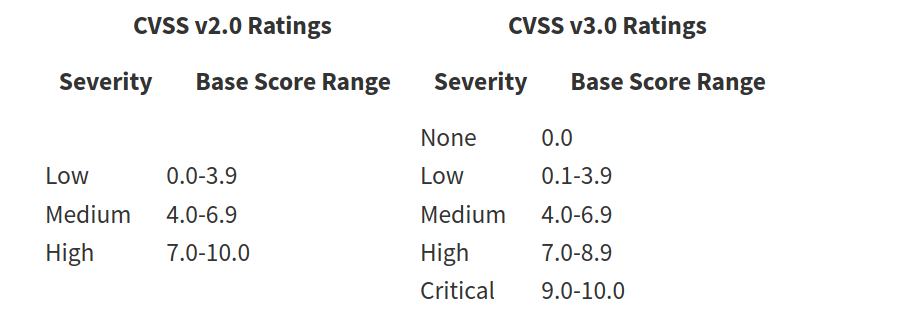 CVSS v2.0 Ratings CVSS v3.0 Ratings
Severity Base Score Range Severity Base Score Range
None 0.0
Low 0.0-3.9 Low 0.1-3.9
Medium 4.0-6.9 Medium 4.0-6.9
High 7.0-10.0 High 7.0-8.9
Critical 9.0-10.0